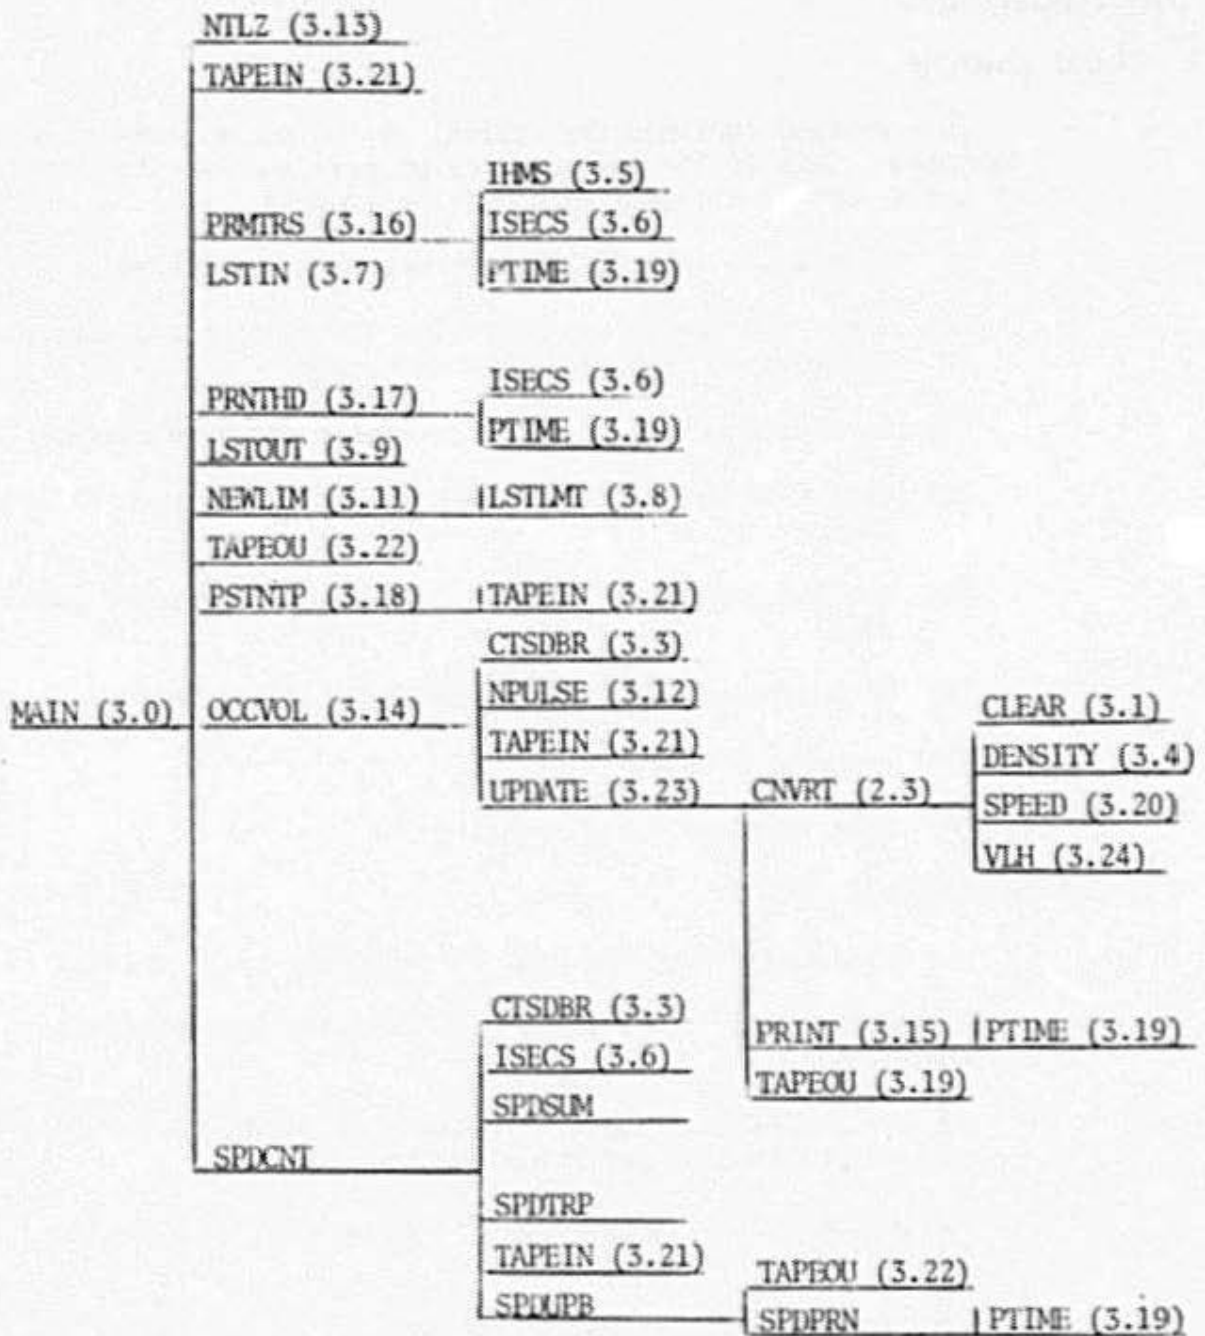 NTLZ (3.13)
TAPEIN (3.21)
IHMS (3.5)
PRMTRS (3.16) ISECS (3.6)
LSTIN (3.7) PTIME (3.19)
ISECS (3.6)
PRNTHD (3.17)
PTIME (3.19)
LSTOUT (3.9)
NEWLIM (3.11) LSTLMT (3.8)
TAPEOU (3.22)
PSTNTP (3.18) TAPEIN (3.21)
CTSDBR (3.3)
NPULSE (3.12)
MAIN (3.0) OCCVOL (3.14) CLEAR (3.1)
TAPEIN (3.21) DENSITY (3.4)
UPDATE (3.23) CNVRT (2.3) SPEED (3.20)
VLH (3.24)
CTSDBR (3.3)
PRINT (3.15) PTIME (3.19)
ISECS (3.6)
TAPEOU (3.19)
SPDSUM
SPDCNT
SPDTRP
TAPEIN (3.21)
TAPEOU (3.22)
SPDUPB
SPDPRN PTIME (3.19)